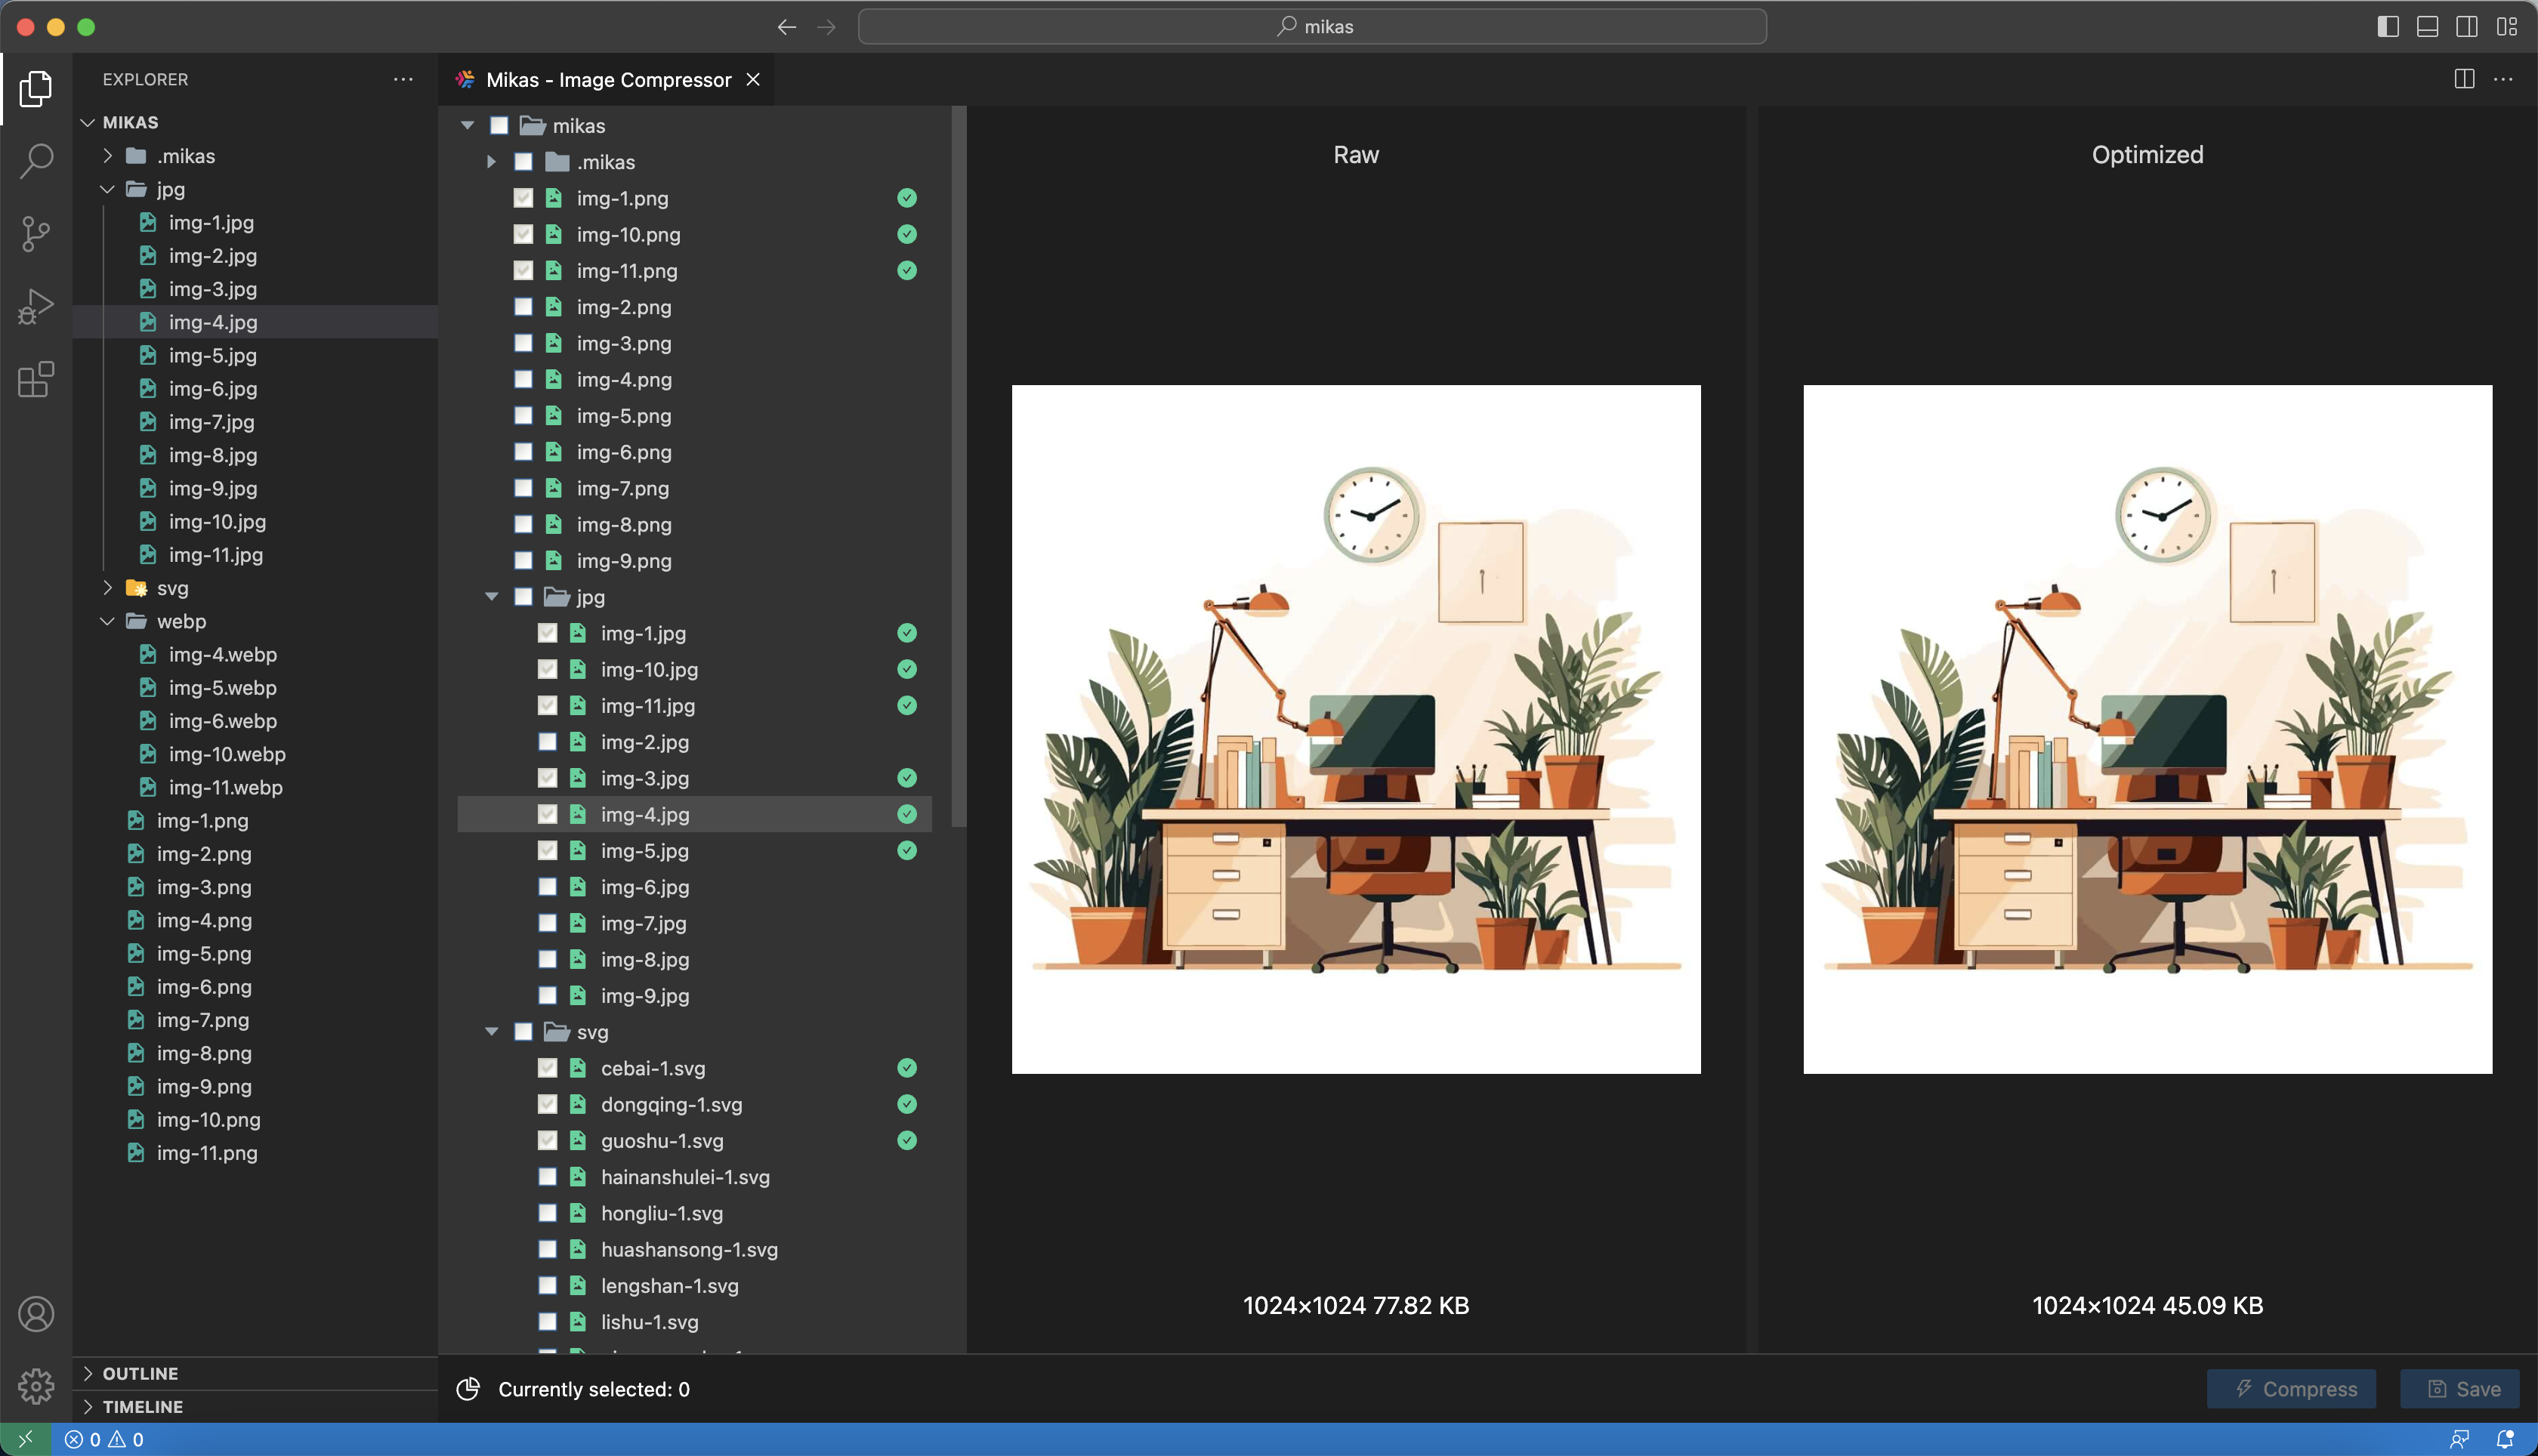 mikas
EXPLORER
MIKAS
.mikas
jpg
img-1.jpg
img-2.jpg
img-3.jpg
img-4.jpg
img-5.jpg
img-6.jpg
img-7.jpg
img-8.jpg
img-9.jpg
img-10.jpg
img-11.jpg
svg
webp
img-4.webp
img-5.webp
img-6.webp
img-10.webp
img-11.webp
img-1.png
img-2.png
img-3.png
img-4.png
img-5.png
img-6.png
img-7.png
img-8.png
img-9.png
img-10.png
img-11.png
OUTLINE
TIMELINE
Mikas - Image Compressor
mikas
.mikas
img-1.png
img-10.png
img-11.png
img-2.png
img-3.png
img-4.png
img-5.png
img-6.png
img-7.png
img-8.png
img-9.png
jpg
img-1.jpg
img-10.jpg
img-11.jpg
img-2.jpg
img-3.jpg
img-4.jpg
img-5.jpg
img-6.jpg
img-7.jpg
img-8.jpg
img-9.jpg
svg
cebai-1.svg
dongqing-1.svg
guoshu-1.svg
hainanshulei-1.svg
hongliu-1.svg
huashansong-1.svg
lengshan-1.svg
lishu-1.svg
Raw
1024×1024 77.82 KB
Optimized
1024×1024 45.09 KB
Currently selected: 0
Compress
Save
0 0